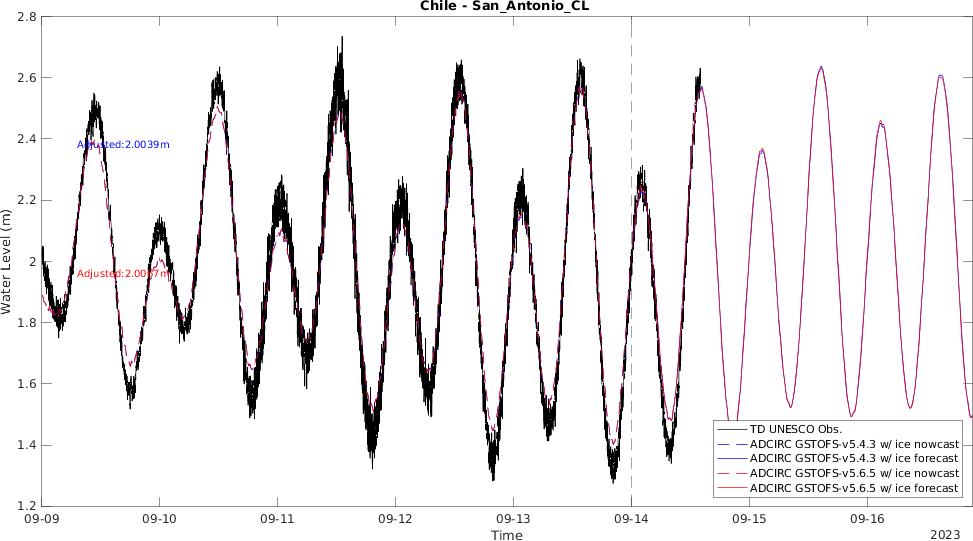 Chile - San_Antonio_CL
2.8
2.6
2.4
2.2
2
1.8
1.6
1.4
1.2
Water Level (m)
Adjusted:2.0039m
TD UNESCO Obs.
ADCIRC GSTOFS-v5.4.3 w/ ice nowcast
ADCIRC GSTOFS-v5.4.3 w/ ice forecast
ADCIRC GSTOFS-v5.6.5 w/ ice nowcast
ADCIRC GSTOFS-v5.6.5 w/ ice forecast
09-09
09-10
09-11
09-12
09-13
09-14
09-15
09-16
Time
2023